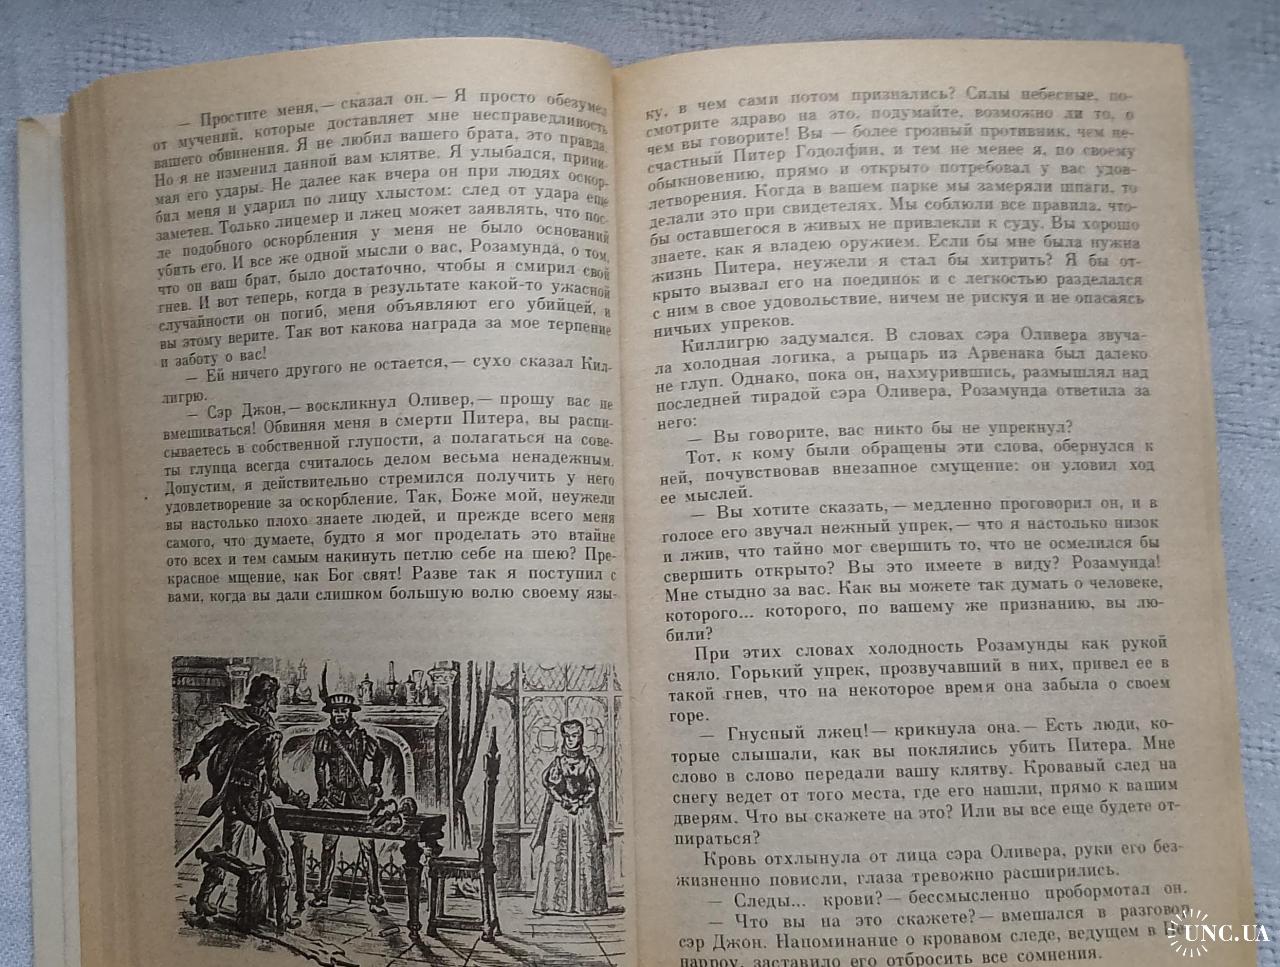 — Простите меня,— сказал он.— Я просто обезумел
от мучений, которые доставляет мне несправедливость
вашего обвинения. Я не любил вашего брата, это правда.
Но я не изменил данной вам клятве. Я улыбался, прини-
мая его удары. Не далее как вчера он при людях оскор-
бил меня и ударил по лицу хлыстом: след от удара еще
заметен. Только лицемер и лжец может заявлять, что пос-
ле подобного оскорбления у меня не было оснований
убить его. И все же одной мысли о вас, Розамунда, о том,
что он ваш брат, было достаточно, чтобы я смирил свой
гнев. И вот теперь, когда в результате какой-то ужасной
случайности он погиб, меня объявляют его убийцей, и
вы этому верите. Так вот какова награда за мое терпение
и заботу о вас!
— Ей ничего другого не остается,— сухо сказал Кил-
лигрю.
— Сэр Джон,— воскликнул Оливер,— прошу вас не
вмешиваться! Обвиняя меня в смерти Питера, вы распи-
сываетесь в собственной глупости, а полагаться на сове-
ты глупца всегда считалось делом весьма ненадежным.
Допустим, я действительно стремился получить у него
удовлетворение за оскорбление. Так, Боже мой, неужели
вы настолько плохо знаете людей, и прежде всего меня
самого, что думаете, будто я мог проделать это втайне
ото всех и тем самым накинуть петлю себе на шею? Пре-
красное мщение, как Бог свят! Разве так я поступил с
вами, когда вы дали слишком большую волю своему язы-
ку, в чем сами потом признались? Силы небесные, по-
смотрите здраво на это, подумайте, возможно ли то, о
чем вы говорите! Вы — более грозный противник, чем не-
счастный Питер Годолфин, и тем не менее я, по своему
обыкновению, прямо и открыто потребовал у вас удов-
летворения. Когда в вашем парке мы замеряли шпаги, то
делали это при свидетелях. Мы соблюли все правила, что-
бы оставшегося в живых не привлекли к суду. Вы хорошо
знаете, как я владею оружием. Если бы мне была нужна
жизнь Питера, неужели я стал бы хитрить? Я бы от-
крыто вызвал его на поединок и с легкостью разделался
с ним в свое удовольствие, ничем не рискуя и не опасаясь
ничьих упреков.
Киллигрю задумался. В словах сэра Оливера звуча-
ла холодная логика, а рыцарь из Арвенака был далеко
не глуп. Однако, пока он, нахмурившись, размышлял над
последней тирадой сэра Оливера, Розамунда ответила за
него:
— Вы говорите, вас никто бы не упрекнул?
Тот, к кому были обращены эти слова, обернулся к
ней, почувствовав внезапное смущение: он уловил ход
ее мыслей.
— Вы хотите сказать,— медленно проговорил он, и в
голосе его звучал нежный упрек,— что я настолько низок
и лжив, что тайно мог свершить то, что не осмелился бы
свершить открыто? Вы это имеете в виду? Розамунда!
Мне стыдно за вас. Как вы можете так думать о человеке,
которого... которого, по вашему же признанию, вы лю-
били?
При этих словах холодность Розамунды как рукой
сняло. Горький упрек, прозвучавший в них, привел ее в
такой гнев, что на некоторое время она забыла о своем
горе.
— Гнусный лжец!— крикнула она.— Есть люди, ко-
торые слышали, как вы поклялись убить Питера. Мне
слово в слово передали вашу клятву. Кровавый след на
снегу ведет от того места, где его нашли, прямо к вашим
дверям. Что вы скажете на это? Или вы все еще будете от-
пираться?
Кровь отхлынула от лица сэра Оливера, руки его без-
жизненно повисли, глаза тревожно расширились.
— Следы... крови?— бессмысленно пробормотал он.
— Что вы на это скажете?— вмешался в разговор
сэр Джон. Напоминание о кровавом следе, ведущем в Пе-
нарроу, заставило его отбросить все сомнения.
UNC.UA